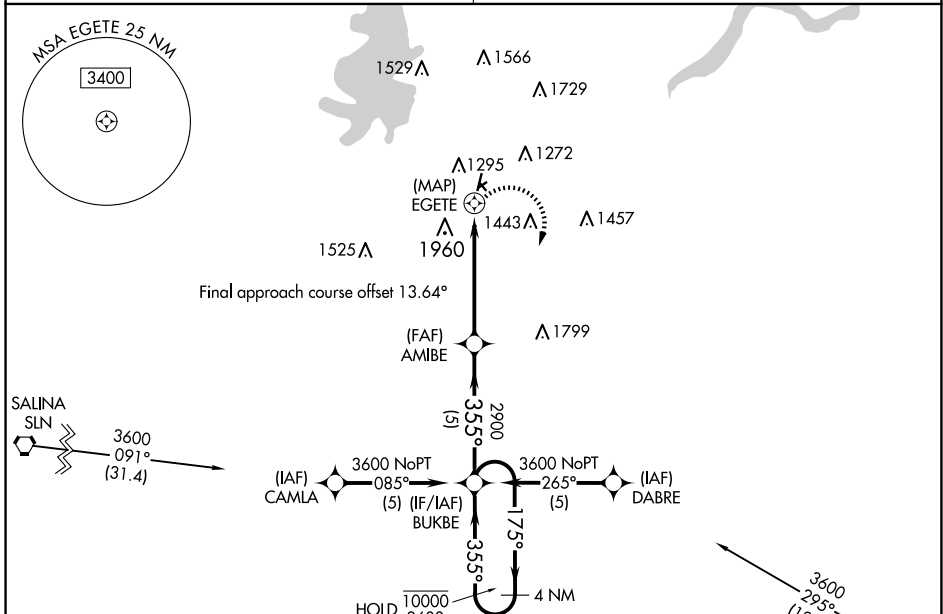 MSA EGETE 25 NM
3400
1529
1566
1729
1272
1295
(MAP)
EGETE
1443
1457
1525
1960
Final approach course offset 13.64°
(FAF)
AMIBE
1799
SALINA
SLN
3600
091°
(31.4)
2900
355°
(5)
(IAF)
CAMLA
3600 NoPT
085°
(5)
(IF/IAF)
BUKBE
3600 NoPT
265°
(5)
(IAF)
DABRE
355°
175°
HOLD
10000
4 NM
3600
295°